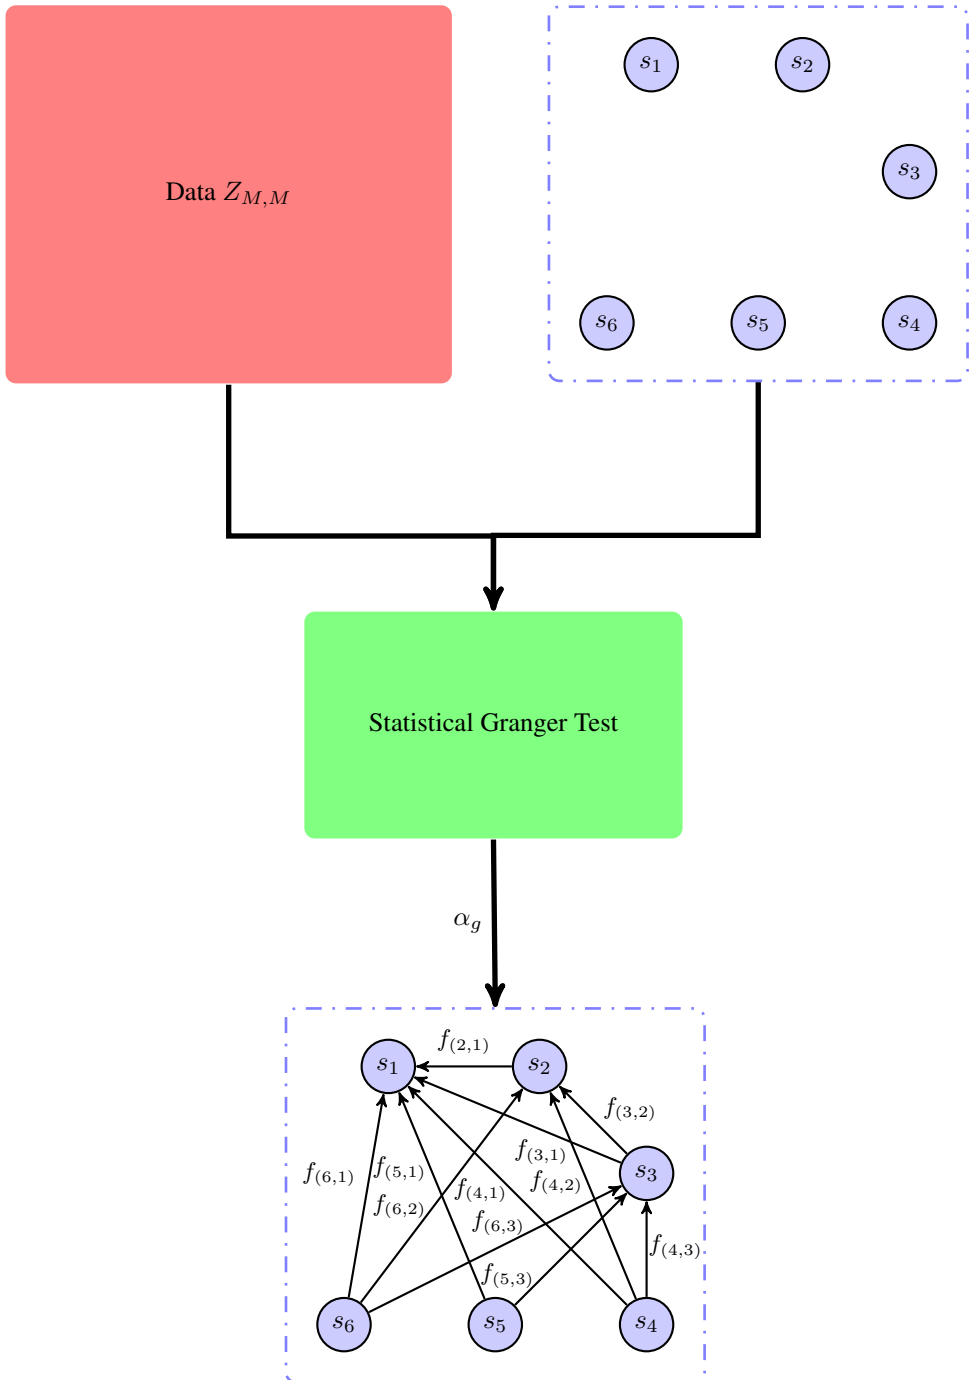 Data $Z_{M,M}$
$s_1$
$s_2$
$s_3$
$s_6$
$s_5$
$s_4$
Statistical Granger Test
$\alpha_g$
$f_{(2,1)}$
$s_1$
$s_2$
$f_{(3,2)}$
$f_{(3,1)}$
$f_{(6,1)}$
$f_{(5,1)}$
$s_3$
$f_{(4,2)}$
$f_{(4,1)}$
$f_{(6,2)}$
$f_{(6,3)}$
$f_{(4,3)}$
$f_{(5,3)}$
$s_6$
$s_5$
$s_4$